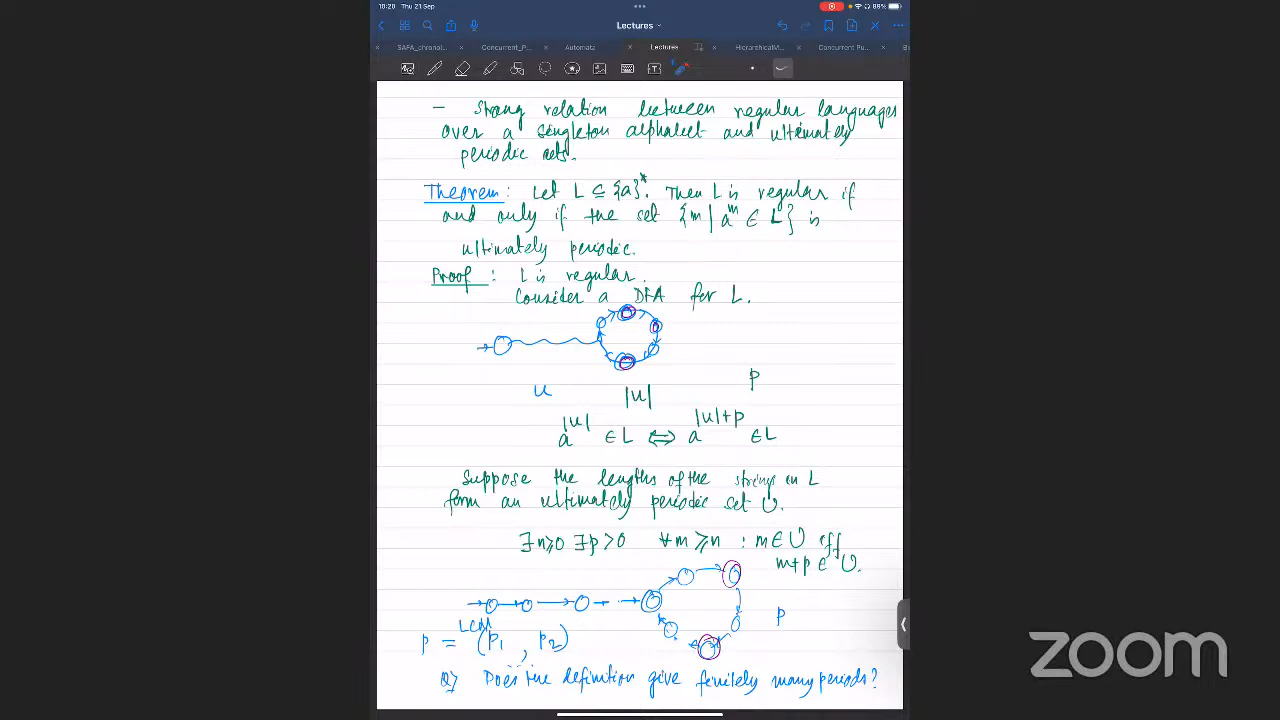 10:20 Thu 21 Sep
89%
Lectures
SAFA_chronol...
Concurrent_P...
Automata
Lectures
HierarhicalM...
Concurrent Pu...
- Strong relation between regular languages
over a singleton alphabet and ultimately
periodic sets.
Theorem: Let L ⊆ {a}*. Then L is regular if
and only if the set {m | a^m ∈ L} is
ultimately periodic.
Proof: L is regular.
Consider a DFA for L.
u |u| p
a^|u| ∈ L ⇔ a^|u|+p ∈ L
Suppose the lengths of the strings in L
form an ultimately periodic set U.
∃n≥0 ∃p>0 ∀m≥n : m∈U iff
m+p ∈ U.
p
LCM
p = (p1, p2)
Q> Does the definition give finitely many periods?
zoom